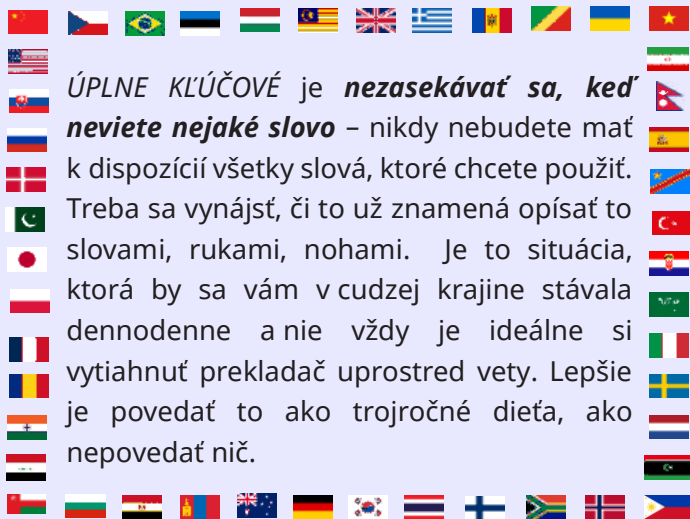 ÚPLNE KĽÚČOVÉ je nezasekávať sa, keď
neviete nejaké slovo – nikdy nebudete mať
k dispozícií všetky slová, ktoré chcete použiť.
Treba sa vynájsť, či to už znamená opísať to
slovami, rukami, nohami. Je to situácia,
ktorá by sa vám v cudzej krajine stávala
dennodenne a nie vždy je ideálne si
vytiahnuť prekladač uprostred vety. Lepšie
je povedať to ako trojročné dieťa, ako
nepovedať nič.